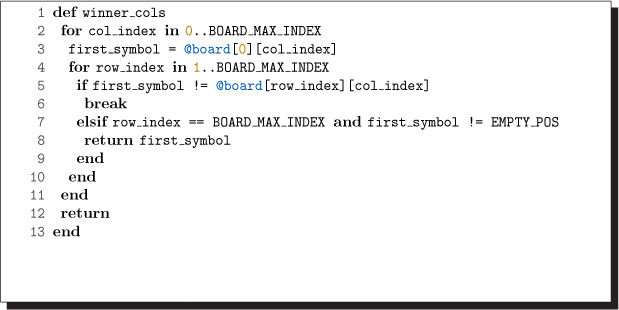 1 def winner_cols
2 for col_index in 0..BOARD_MAX_INDEX
3 first_symbol = @board[0][col_index]
4 for row_index in 1..BOARD_MAX_INDEX
5 if first_symbol != @board[row_index][col_index]
6 break
7 elsif row_index == BOARD_MAX_INDEX and first_symbol != EMPTY_POS
8 return first_symbol
9 end
10 end
11 end
12 return
13 end